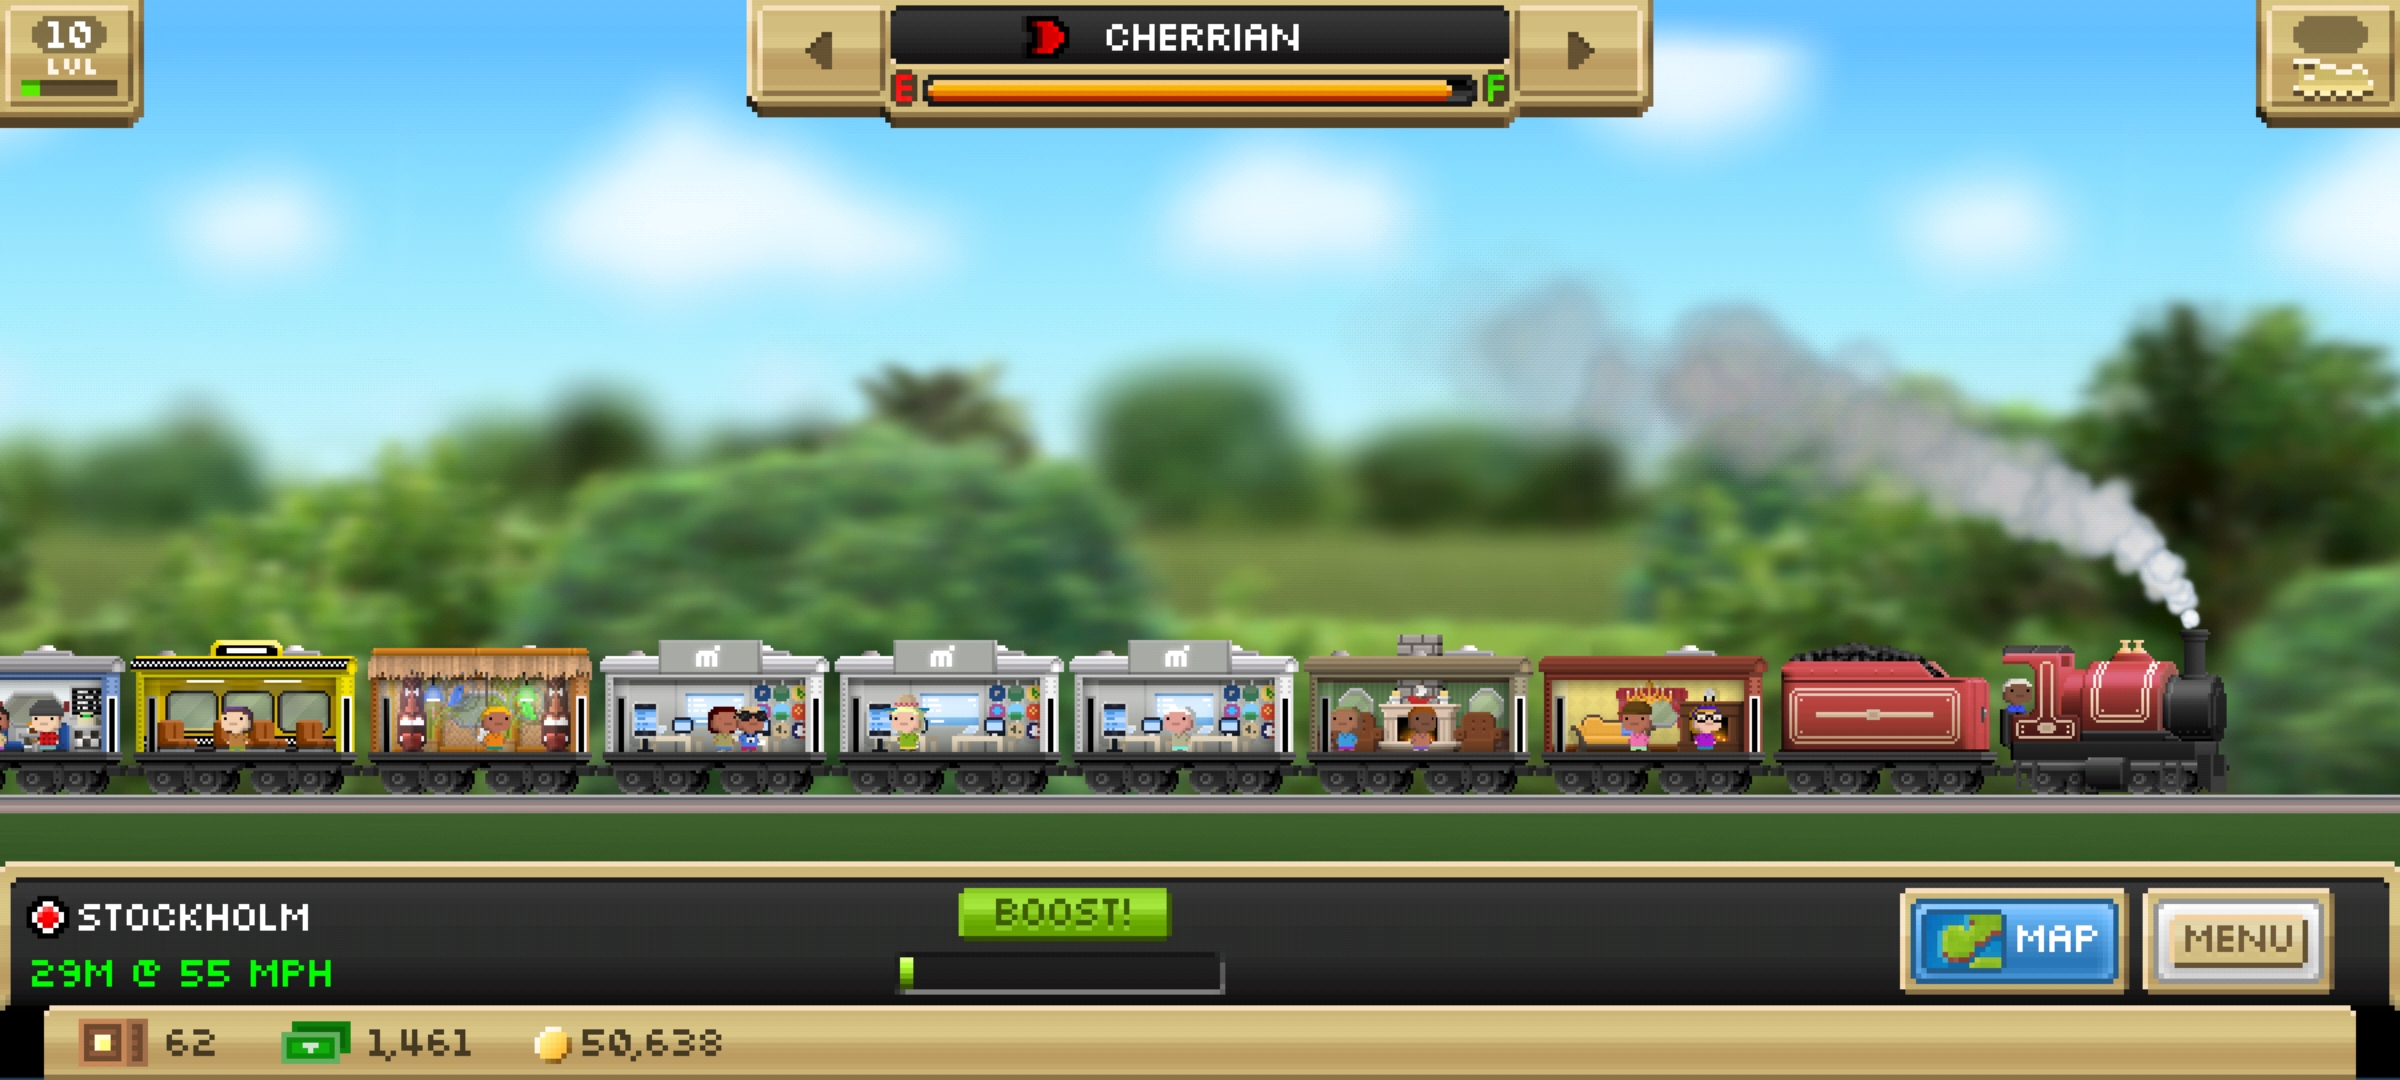 10
LVL
CHERRIAN
E F
m
m
m
STOCKHOLM
29M @ 55 MPH
BOOST!
MAP
MENU
62
1,461
50,638